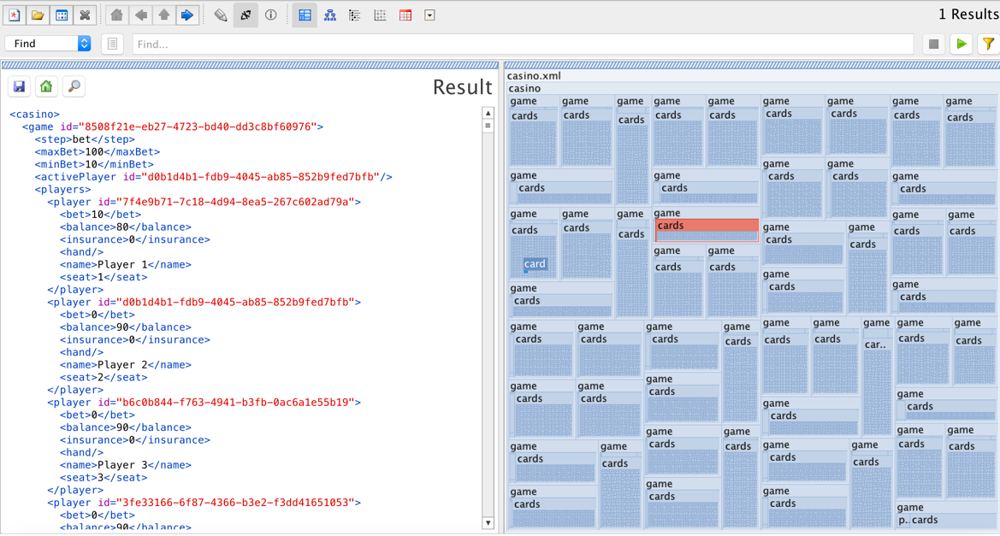 1 Results
Find
Find...
Result
<casino>
<game id="8508f21e-eb27-4723-bd40-dd3c8bf60976">
<step>bet</step>
<maxBet>100</maxBet>
<minBet>10</minBet>
<activePlayer id="d0b1d4b1-fdb9-4045-ab85-852b9fed7bfb"/>
<players>
<player id="7f4e9b71-7c18-4d94-8ea5-267c602ad79a">
<bet>10</bet>
<balance>80</balance>
<insurance>0</insurance>
<hand/>
<name>Player 1</name>
<seat>1</seat>
</player>
<player id="d0b1d4b1-fdb9-4045-ab85-852b9fed7bfb">
<bet>0</bet>
<balance>90</balance>
<insurance>0</insurance>
<hand/>
<name>Player 2</name>
<seat>2</seat>
</player>
<player id="b6c0b844-f763-4941-b3fb-0ac6a1e55b19">
<bet>0</bet>
<balance>90</balance>
<insurance>0</insurance>
<hand/>
<name>Player 3</name>
<seat>3</seat>
</player>
<player id="3fe33166-6f87-4366-b3e2-f3dd41651053">
<bet>0</bet>
<balance>90</balance>
casino.xml
casino
game game game game game game game game game
cards cards cards cards cards cards cards cards cards
game game
cards cards
game game game
cards cards cards
game game game game
cards cards cards cards
card
game game game game
cards cards cards cards
game game
cards cards
game game
cards cards
game game
cards cards
game game game game game game game game game
cards cards cards cards cards cards car.. cards cards
game game game
cards cards cards
game game
cards cards
game game game game game
cards cards cards cards cards
game game game game
cards cards cards cards
game game game
cards cards cards
game
p.. cards